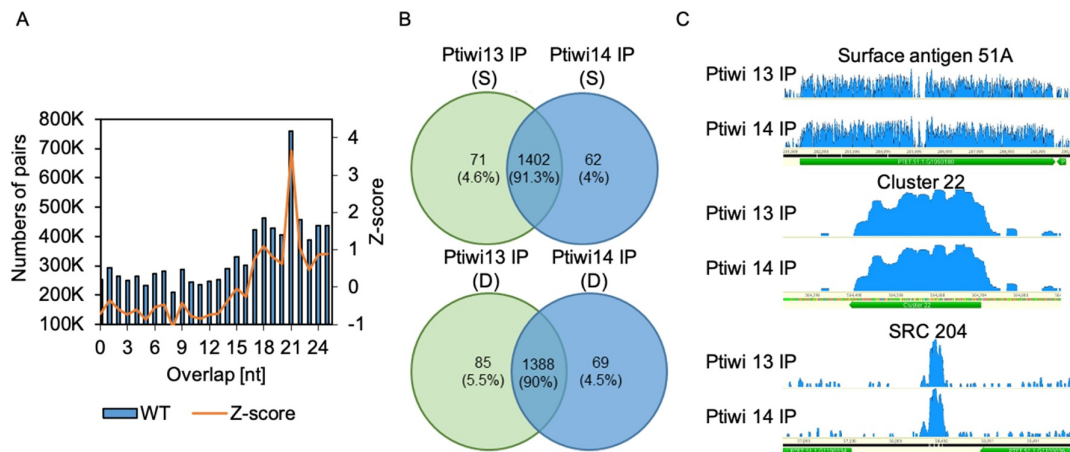 A
B
C
Ptiwi13 IP
(S)
Ptiwi14 IP
(S)
71
(4.6%)
1402
(91.3%)
62
(4%)
Ptiwi13 IP
(D)
Ptiwi14 IP
(D)
85
(5.5%)
1388
(90%)
69
(4.5%)
800K
700K
600K
500K
400K
300K
200K
100K
Numbers of pairs
4
3
2
1
0
-1
Z-score
0 3 6 9 12 15 18 21 24
Overlap [nt]
WT
Z-score
Surface antigen 51A
Ptiwi 13 IP
Ptiwi 14 IP
Cluster 22
Ptiwi 13 IP
Ptiwi 14 IP
Cluster 22
SRC 204
Ptiwi 13 IP
Ptiwi 14 IP